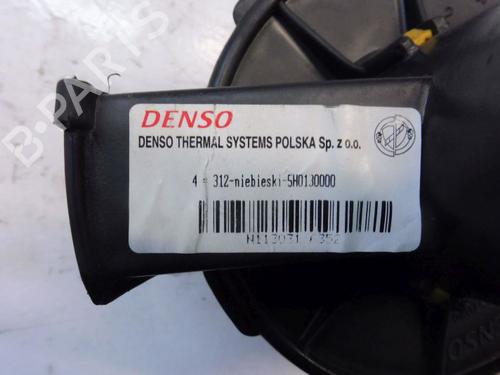 DENSO
DENSO THERMAL SYSTEMS POLSKA Sp. z o.o.
4 = 312-niebieski-5H0130000
B-PARTS